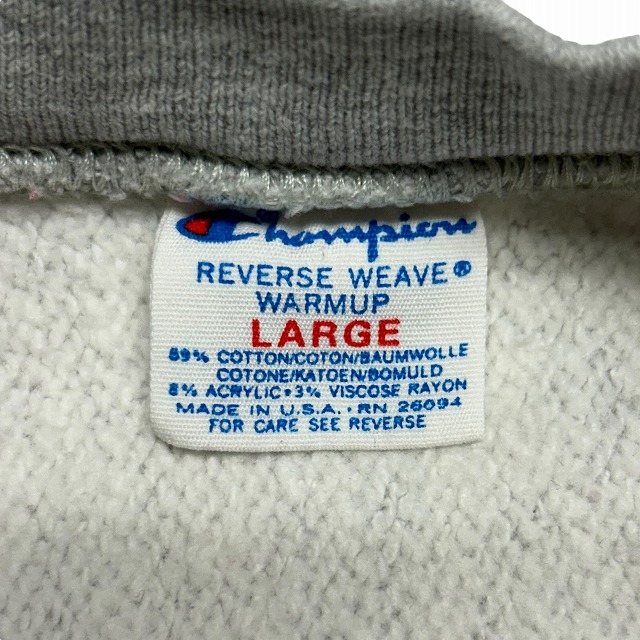 Champion
REVERSE WEAVE®
WARMUP
LARGE
89% COTTON/COTON/BAUMWOLLE
COTONE/KATOEN/BOMULD
8% ACRYLIC•3% VISCOSE RAYON
MADE IN U.S.A. • RN 26094
FOR CARE SEE REVERSE